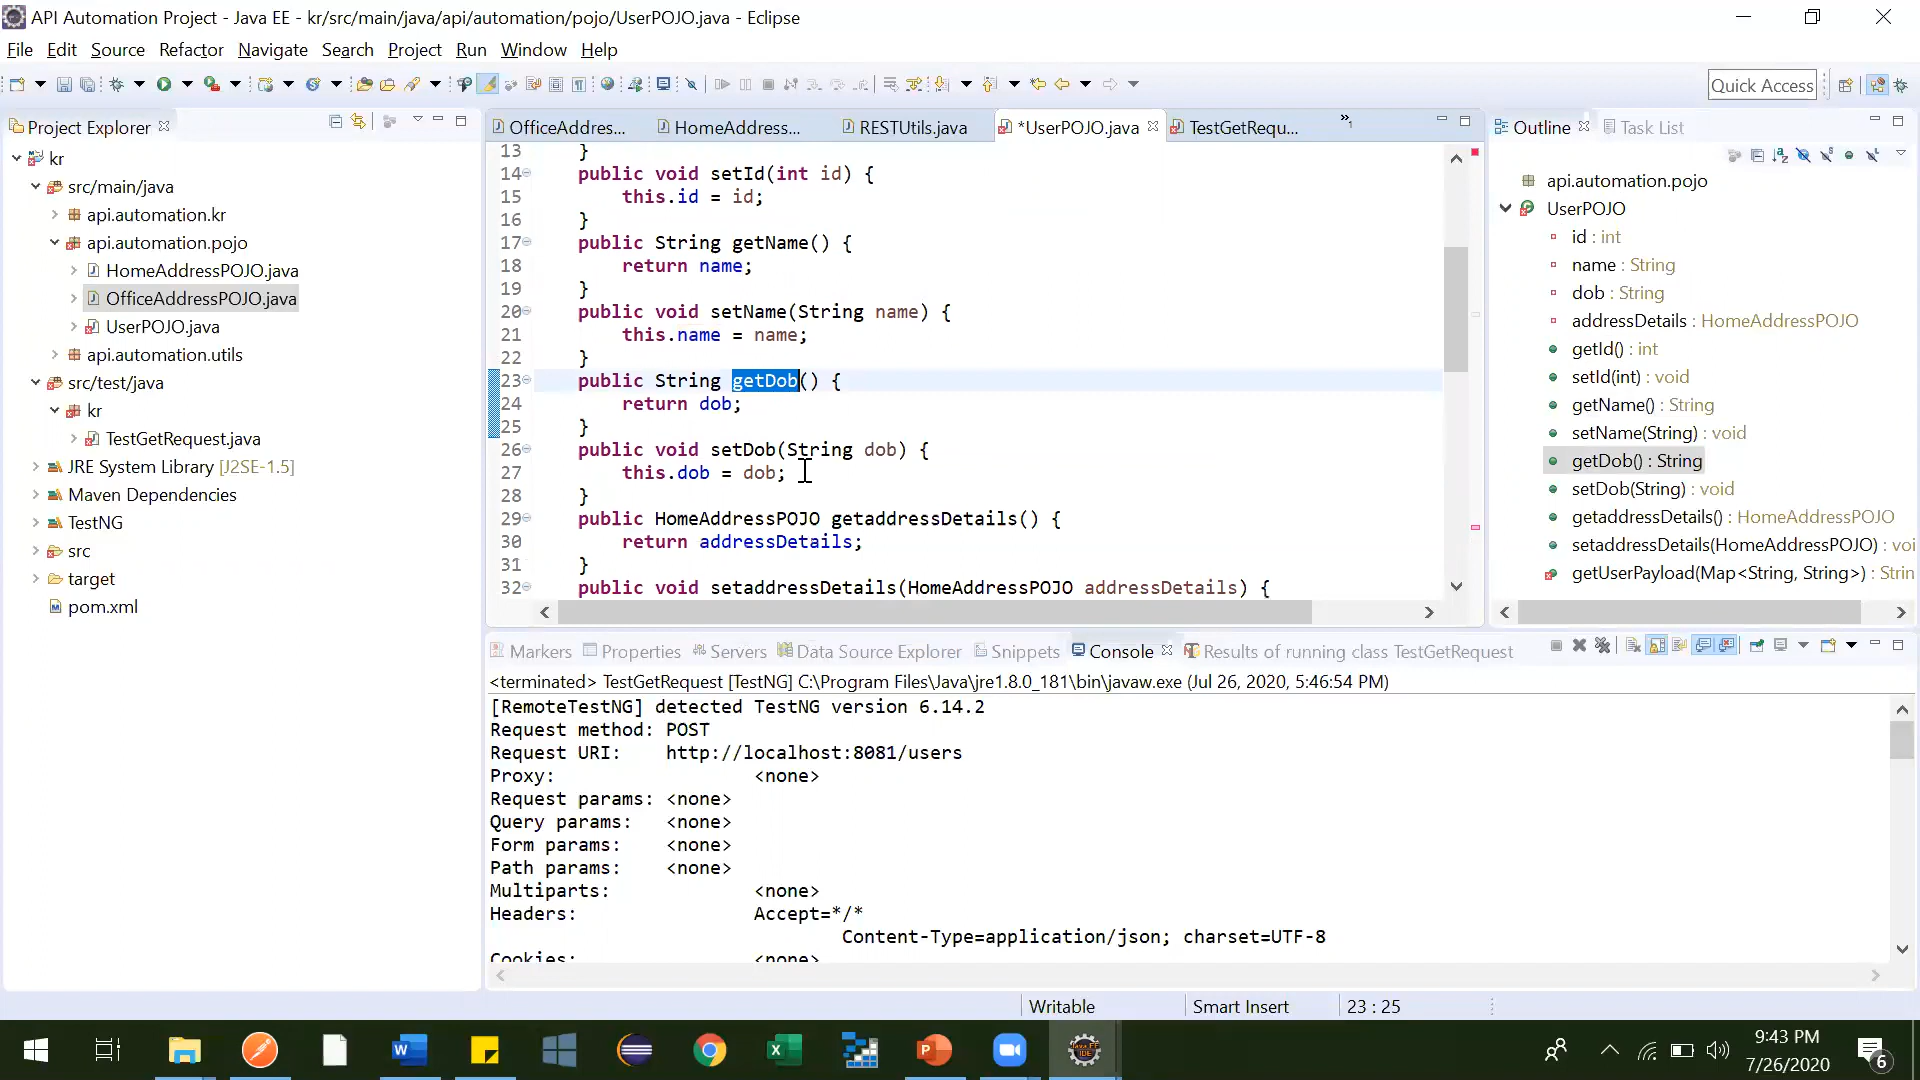 API Automation Project - Java EE - kr/src/main/java/api/automation/pojo/UserPOJO.java - Eclipse
File Edit Source Refactor Navigate Search Project Run Window Help
Quick Access
Project Explorer
kr
src/main/java
api.automation.kr
api.automation.pojo
HomeAddressPOJO.java
OfficeAddressPOJO.java
UserPOJO.java
api.automation.utils
src/test/java
kr
TestGetRequest.java
JRE System Library [J2SE-1.5]
Maven Dependencies
TestNG
src
target
pom.xml
OfficeAddres... HomeAddress... RESTUtils.java *UserPOJO.java TestGetRequ... »1
13 }
14 public void setId(int id) {
15 this.id = id;
16 }
17 public String getName() {
18 return name;
19 }
20 public void setName(String name) {
21 this.name = name;
22 }
23 public String getDob() {
24 return dob;
25 }
26 public void setDob(String dob) {
27 this.dob = dob;
28 }
29 public HomeAddressPOJO getaddressDetails() {
30 return addressDetails;
31 }
32 public void setaddressDetails(HomeAddressPOJO addressDetails) {
Outline Task List
api.automation.pojo
UserPOJO
id : int
name : String
dob : String
addressDetails : HomeAddressPOJO
getId() : int
setId(int) : void
getName() : String
setName(String) : void
getDob() : String
setDob(String) : void
getaddressDetails() : HomeAddressPOJO
setaddressDetails(HomeAddressPOJO) : voi
getUserPayload(Map<String, String>) : Strin
Markers Properties Servers Data Source Explorer Snippets Console Results of running class TestGetRequest
<terminated> TestGetRequest [TestNG] C:\Program Files\Java\jre1.8.0_181\bin\javaw.exe (Jul 26, 2020, 5:46:54 PM)
[RemoteTestNG] detected TestNG version 6.14.2
Request method: POST
Request URI: http://localhost:8081/users
Proxy: <none>
Request params: <none>
Query params: <none>
Form params: <none>
Path params: <none>
Multiparts: <none>
Headers: Accept=*/*
Content-Type=application/json; charset=UTF-8
Cookies: <none>
Writable Smart Insert 23 : 25
9:43 PM
7/26/2020
6